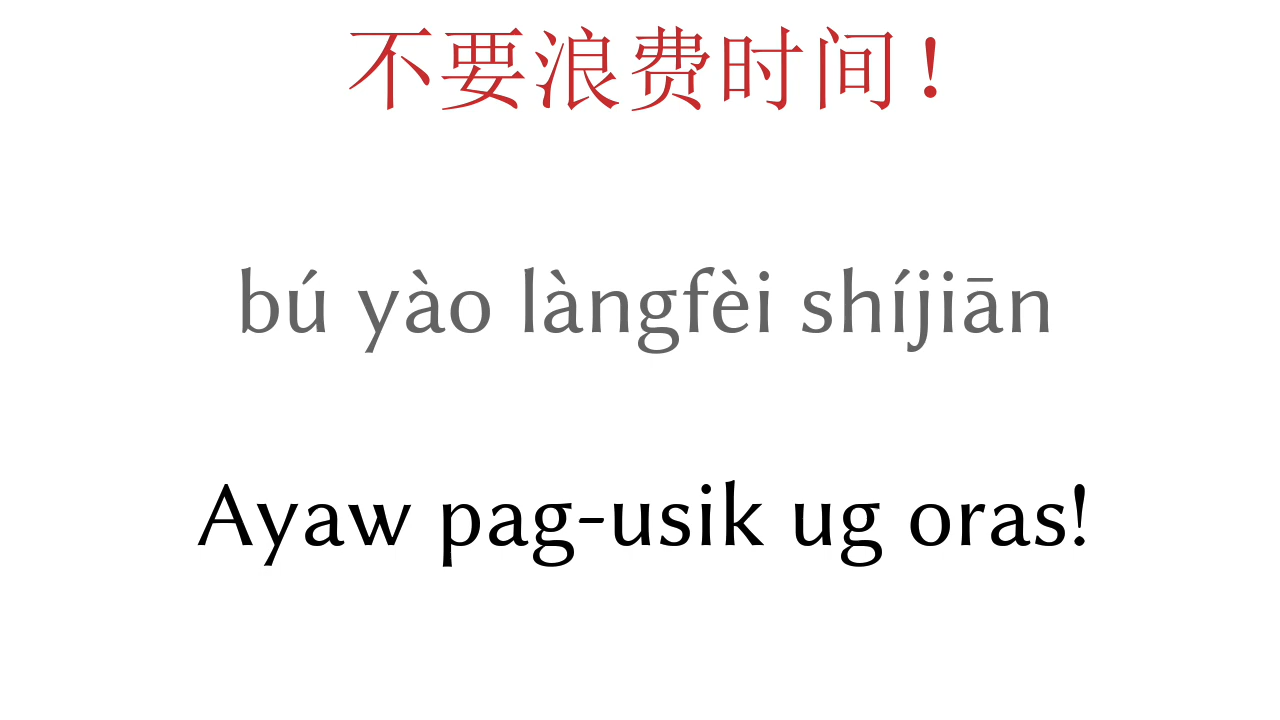 不要浪费时间！
bú yào làngfèi shíjiān
Ayaw pag-usik ug oras!